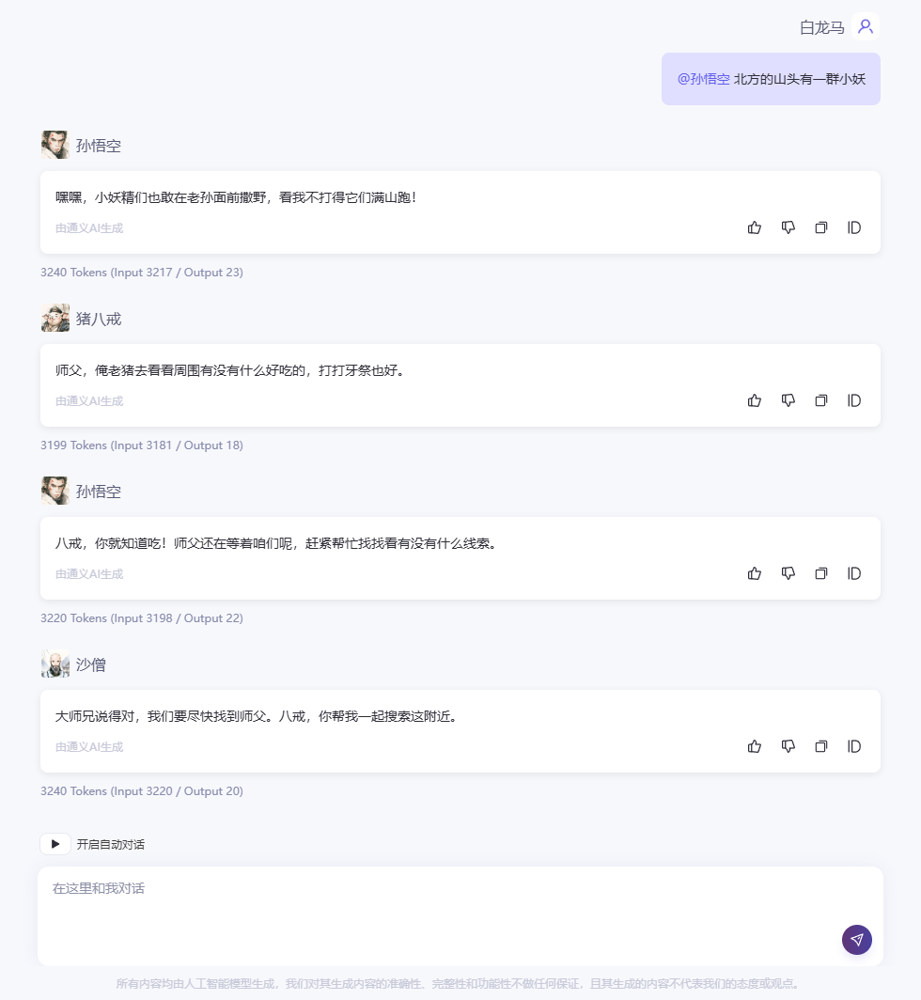 白龙马
@孙悟空 北方的山头有一群小妖
孙悟空
嘿嘿，小妖精们也敢在老孙面前撒野，看我不打得它们满山跑！
由通义AI生成
3240 Tokens (Input 3217 / Output 23)
猪八戒
师父，俺老猪去看看周围有没有什么好吃的，打打牙祭也好。
由通义AI生成
3199 Tokens (Input 3181 / Output 18)
孙悟空
八戒，你就知道吃！师父还在等着咱们呢，赶紧帮忙找找看有没有什么线索。
由通义AI生成
3220 Tokens (Input 3198 / Output 22)
沙僧
大师兄说得对，我们要尽快找到师父。八戒，你帮我一起搜索这附近。
由通义AI生成
3240 Tokens (Input 3220 / Output 20)
开启自动对话
在这里和我对话
所有内容均由人工智能模型生成，我们对其生成内容的准确性、完整性和功能性不做任何保证，且其生成的内容不代表我们的态度或观点。